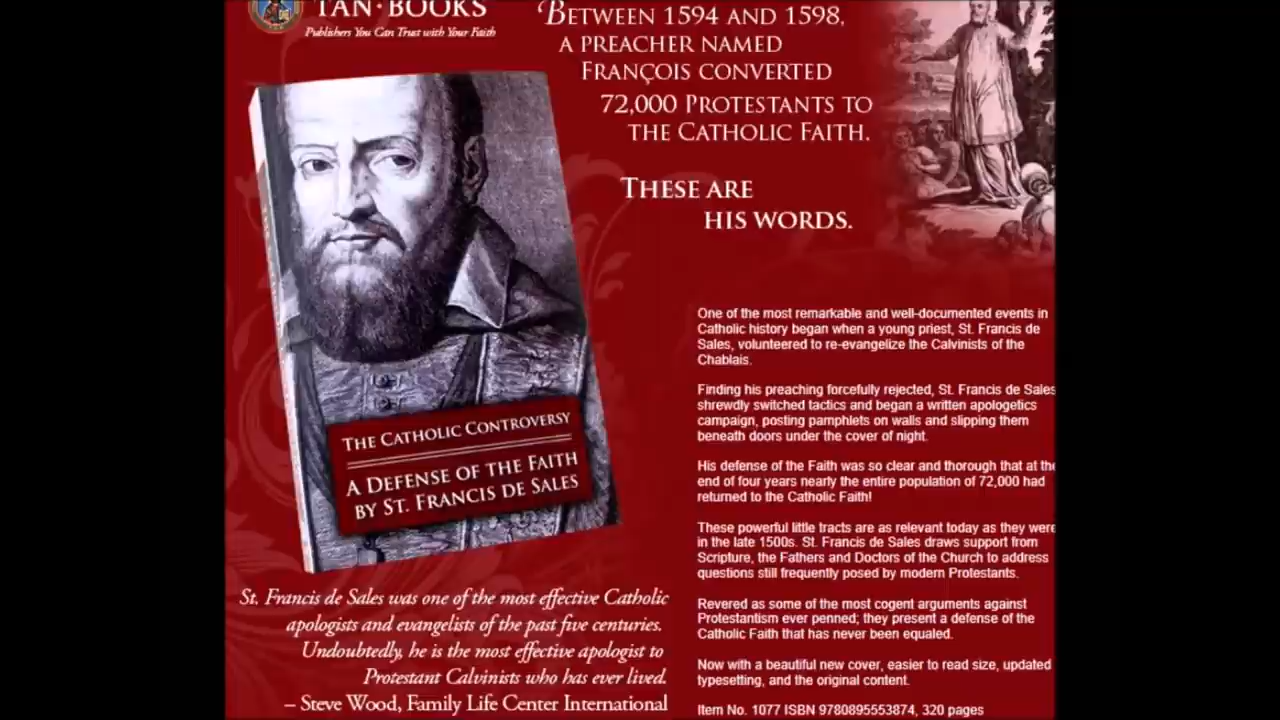 TAN·BOOKS
Publishers You Can Trust with Your Faith
BETWEEN 1594 AND 1598,
A PREACHER NAMED
FRANÇOIS CONVERTED
72,000 PROTESTANTS TO
THE CATHOLIC FAITH.
THESE ARE
HIS WORDS.
THE CATHOLIC CONTROVERSY
A DEFENSE OF THE FAITH
BY ST. FRANCIS DE SALES
St. Francis de Sales was one of the most effective Catholic
apologists and evangelists of the past five centuries.
Undoubtedly, he is the most effective apologist to
Protestant Calvinists who has ever lived.
– Steve Wood, Family Life Center International
One of the most remarkable and well-documented events in
Catholic history began when a young priest, St. Francis de
Sales, volunteered to re-evangelize the Calvinists of the
Chablais.
Finding his preaching forcefully rejected, St. Francis de Sales
shrewdly switched tactics and began a written apologetics
campaign, posting pamphlets on walls and slipping them
beneath doors under the cover of night.
His defense of the Faith was so clear and thorough that at the
end of four years nearly the entire population of 72,000 had
returned to the Catholic Faith!
These powerful little tracts are as relevant today as they were
in the late 1500s. St. Francis de Sales draws support from
Scripture, the Fathers and Doctors of the Church to address
questions still frequently posed by modern Protestants.
Revered as some of the most cogent arguments against
Protestantism ever penned; they present a defense of the
Catholic Faith that has never been equaled.
Now with a beautiful new cover, easier to read size, updated
typesetting, and the original content.
Item No. 1077 ISBN 9780895553874, 320 pages